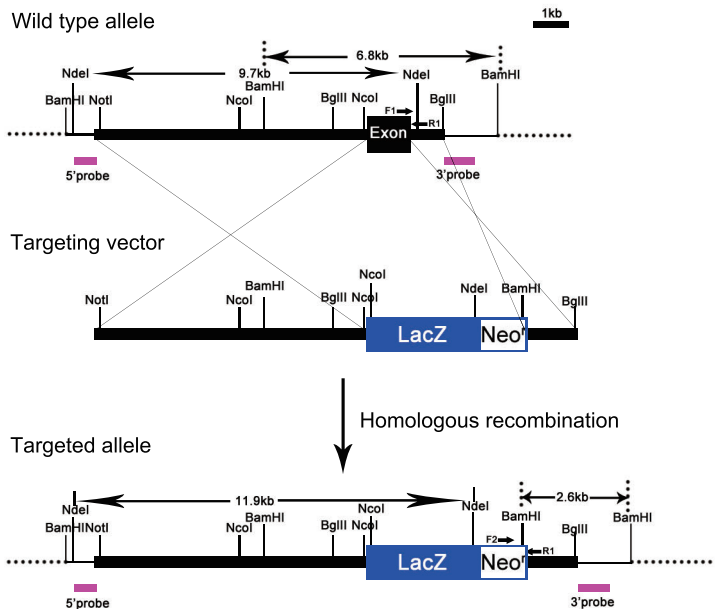 Wild type allele
1kb
6.8kb
9.7kb
NdeI
BamHI
NdeI
BamHI
BamHI
NotI
NcoI
BglII
NcoI
BglII
F1
R1
Exon
5'probe
3'probe
Targeting vector
NcoI
BamHI
NdeI
BamHI
NotI
NcoI
BglII
NcoI
BglII
LacZ
Neoʳ
Homologous recombination
Targeted allele
11.9kb
2.6kb
NdeI
NcoI
NdeI
BamHI
BamHI
BamHI
BamHI
NotI
NcoI
BglII
NcoI
BglII
F2
R1
LacZ
Neoʳ
5'probe
3'probe